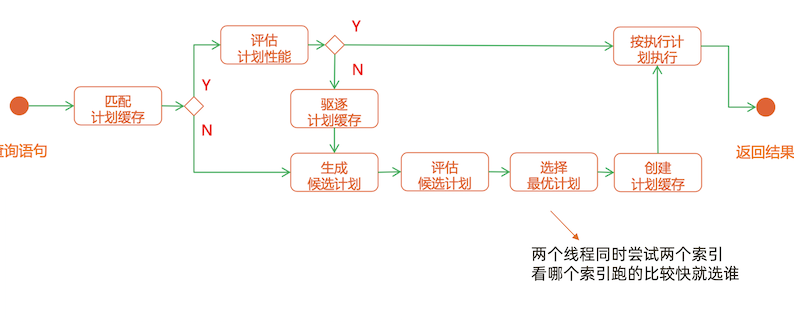 询语句
匹配
计划缓存
Y
N
评估
计划性能
Y
N
驱逐
计划缓存
生成
候选计划
评估
候选计划
选择
最优计划
创建
计划缓存
按执行计
划执行
返回结果
两个线程同时尝试两个索引
看哪个索引跑的比较快就选谁